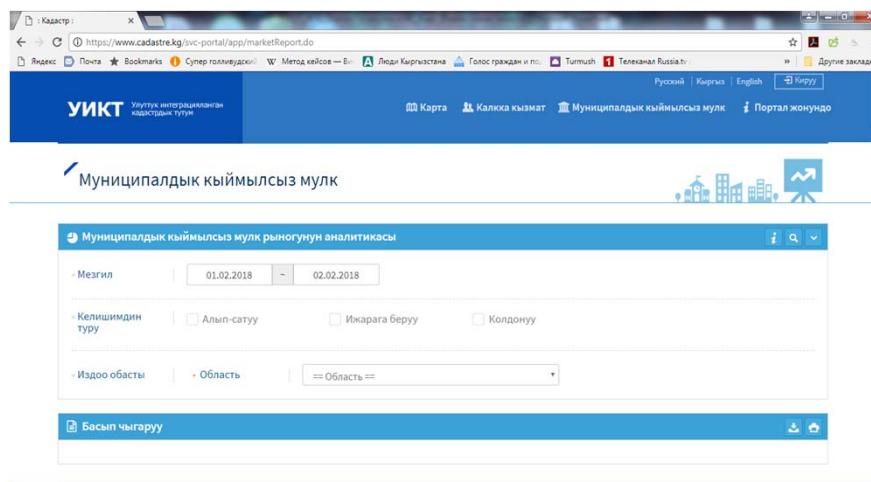 : Кадастр :
https://www.cadastre.kg/svc-portal/app/marketReport.do
Яндекс Почта Bookmarks Супер голливудский W Метод кейсов — Ви Люди Кыргызстана Голос граждан и по Turmush 1 Телеканал Russia.tv » Другие заклад
Русский | Кыргыз | English Кирүү
УИКТ Улуттук интеграцияланган
кадастрдык тутум
Карта Калкка кызмат Муниципалдык кыймылсыз мулк Портал жонундо
Муниципалдык кыймылсыз мулк
Муниципалдык кыймылсыз мулк рыногунун аналитикасы
Мезгил 01.02.2018 ~ 02.02.2018
Келишимдин
туру
Алып-сатуу Ижарага беруу Колдонуу
Издоо обасты Область == Область ==
Басып чыгаруу